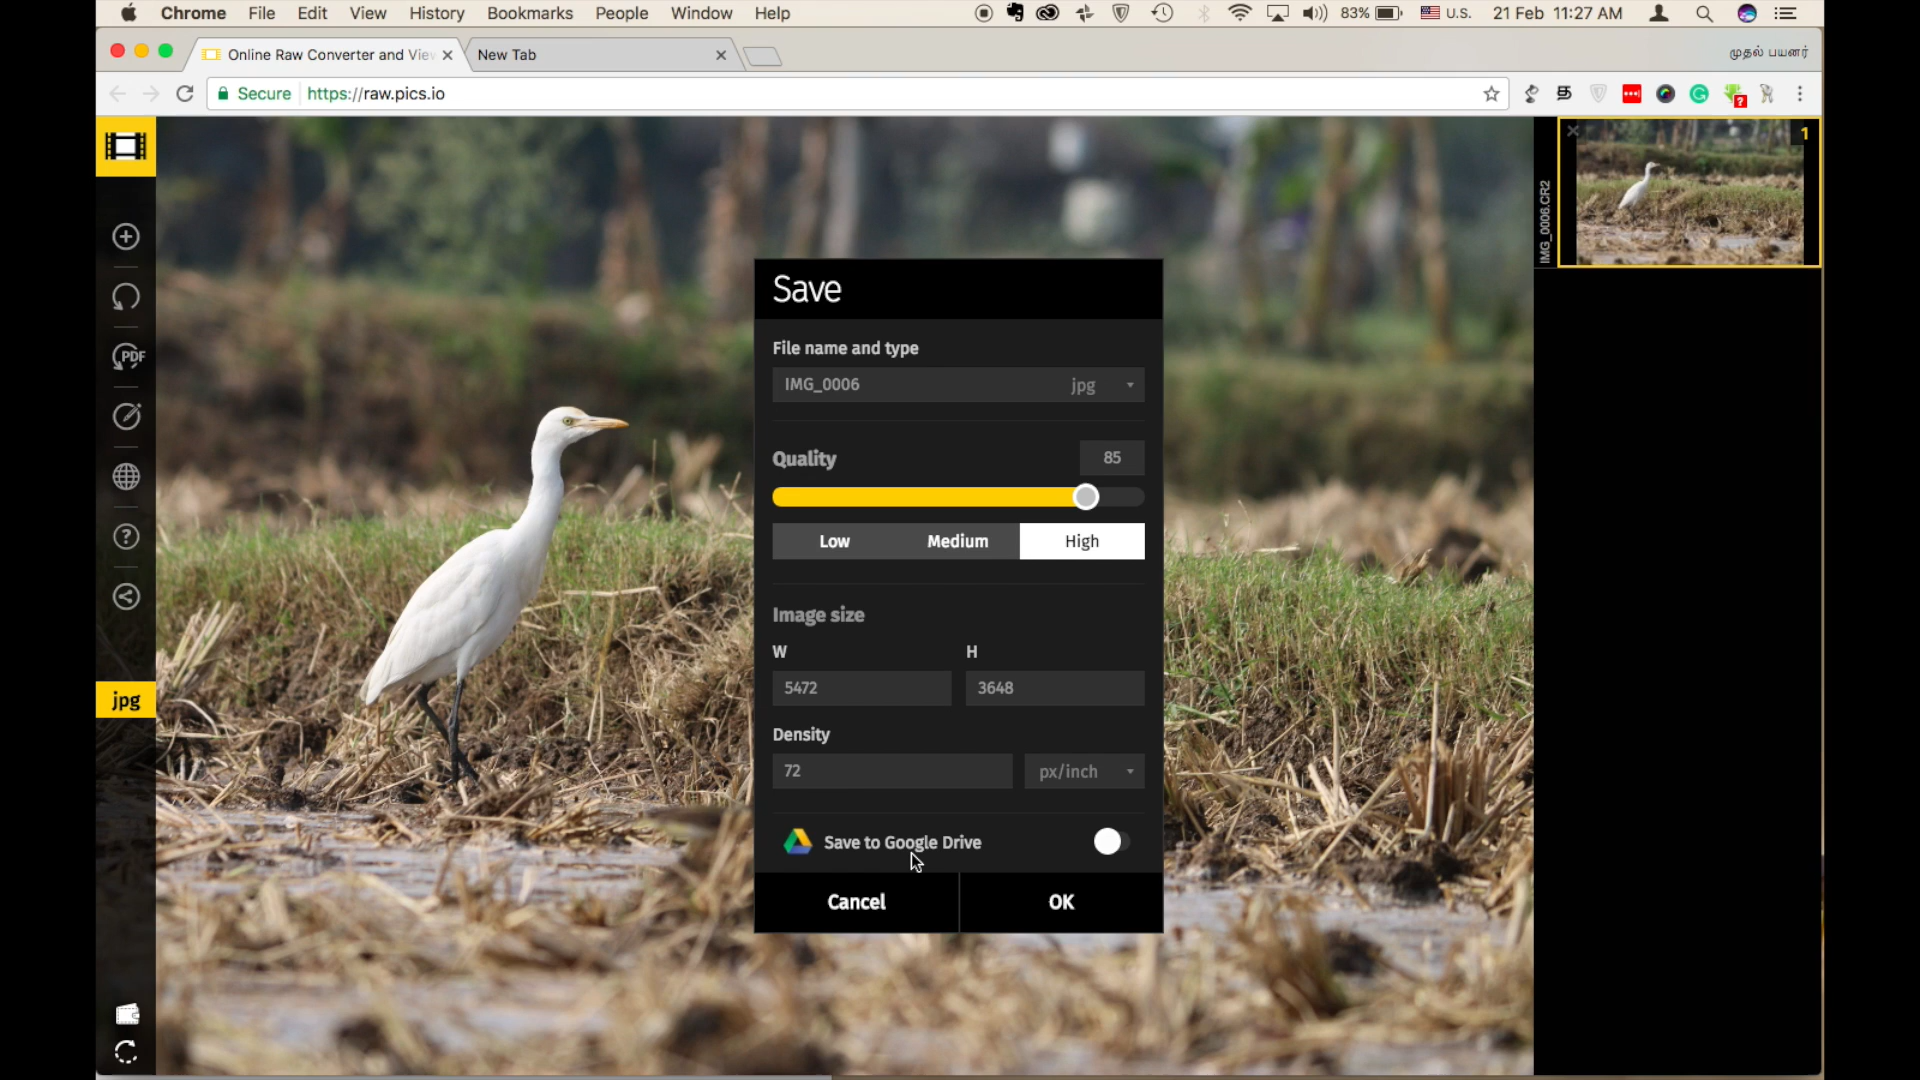 Chrome File Edit View History Bookmarks People Window Help 83% U.S. 21 Feb 11:27 AM
Online Raw Converter and Viev New Tab முதல் பயனர்
Secure https://raw.pics.io த ?
1
IMG_0006.CR2
PDF
?
jpg
Save
File name and type
IMG_0006 jpg
Quality 85
Low Medium High
Image size
W H
5472 3648
Density
72 px/inch
Save to Google Drive
Cancel OK